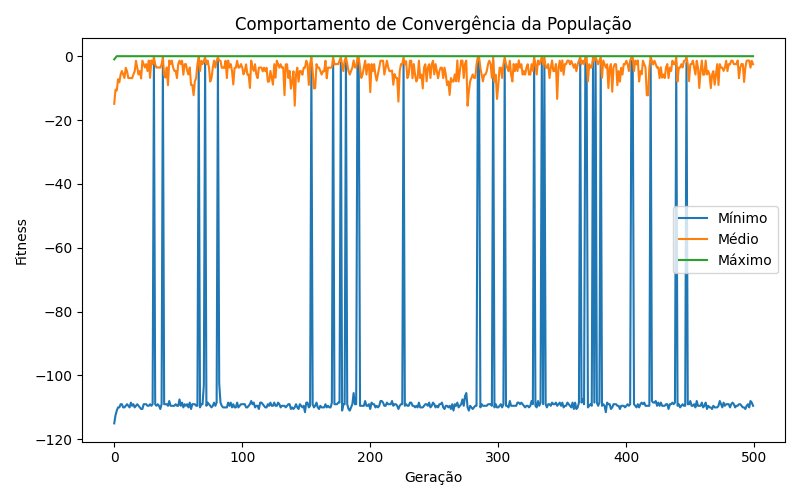 Comportamento de Convergência da População
0
−20
−40
−60
−80
−100
−120
Fitness
Mínimo
Médio
Máximo
0 100 200 300 400 500
Geração